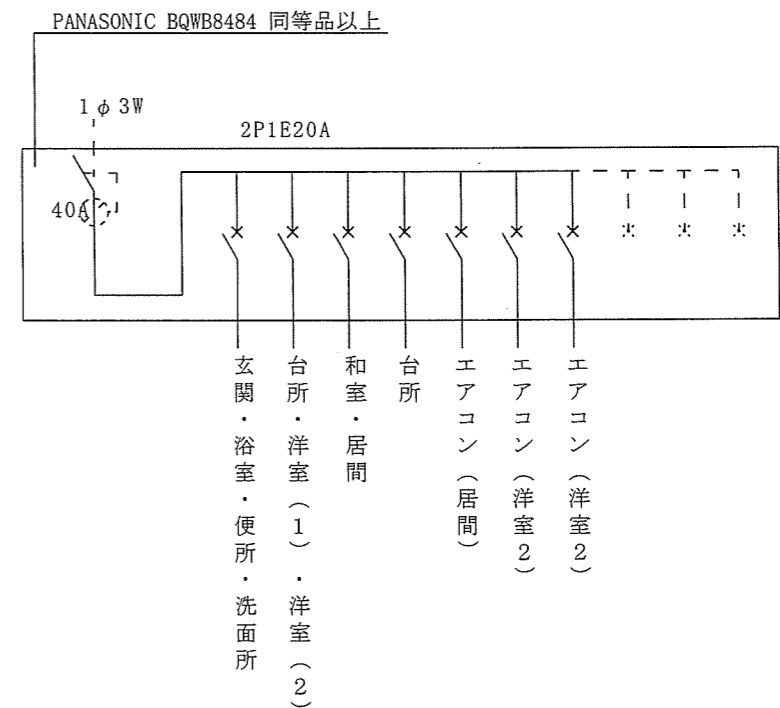 PANASONIC BQWB8484 同等品以上
1φ3W
2P1E20A
40A
玄関・浴室・便所・洗面所
台所・洋室(1)・洋室(2)
和室・居間
台所
エアコン(居間)
エアコン(洋室2)
エアコン(洋室2)